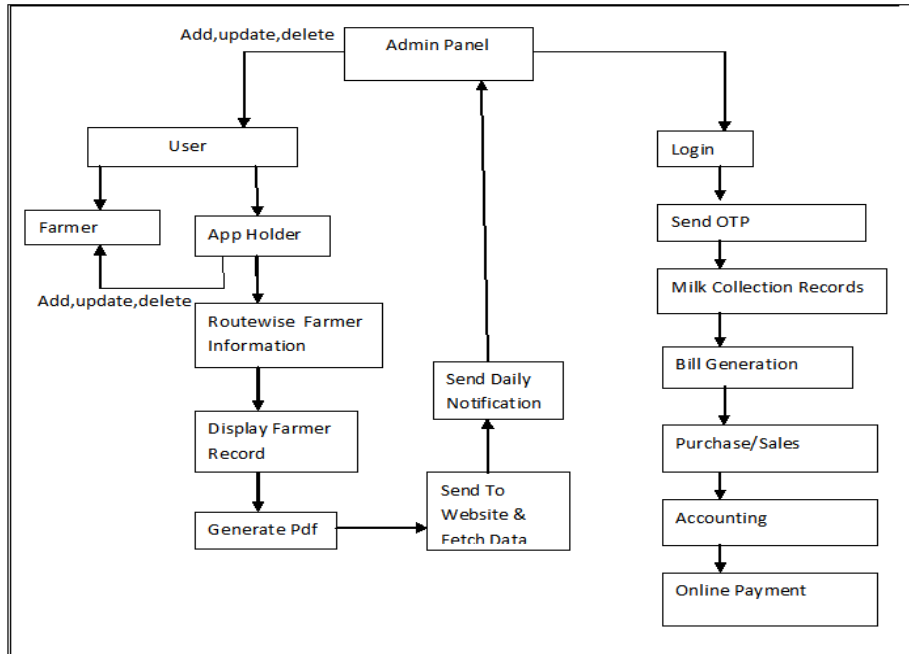 Add,update,delete
Admin Panel
User
Login
Farmer
App Holder
Send OTP
Add,update,delete
Milk Collection Records
Routewise Farmer
Information
Bill Generation
Send Daily
Notification
Display Farmer
Record
Purchase/Sales
Generate Pdf
Send To
Website &
Fetch Data
Accounting
Online Payment